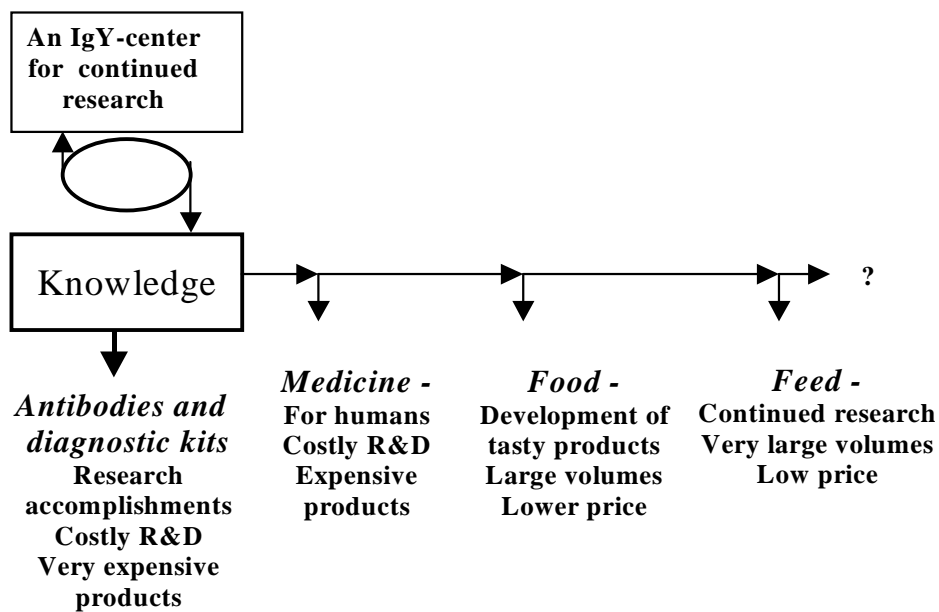 An IgY-center
for continued
research
Knowledge
?
Antibodies and
diagnostic kits
Research
accomplishments
Costly R&D
Very expensive
products
Medicine -
For humans
Costly R&D
Expensive
products
Food -
Development of
tasty products
Large volumes
Lower price
Feed -
Continued research
Very large volumes
Low price